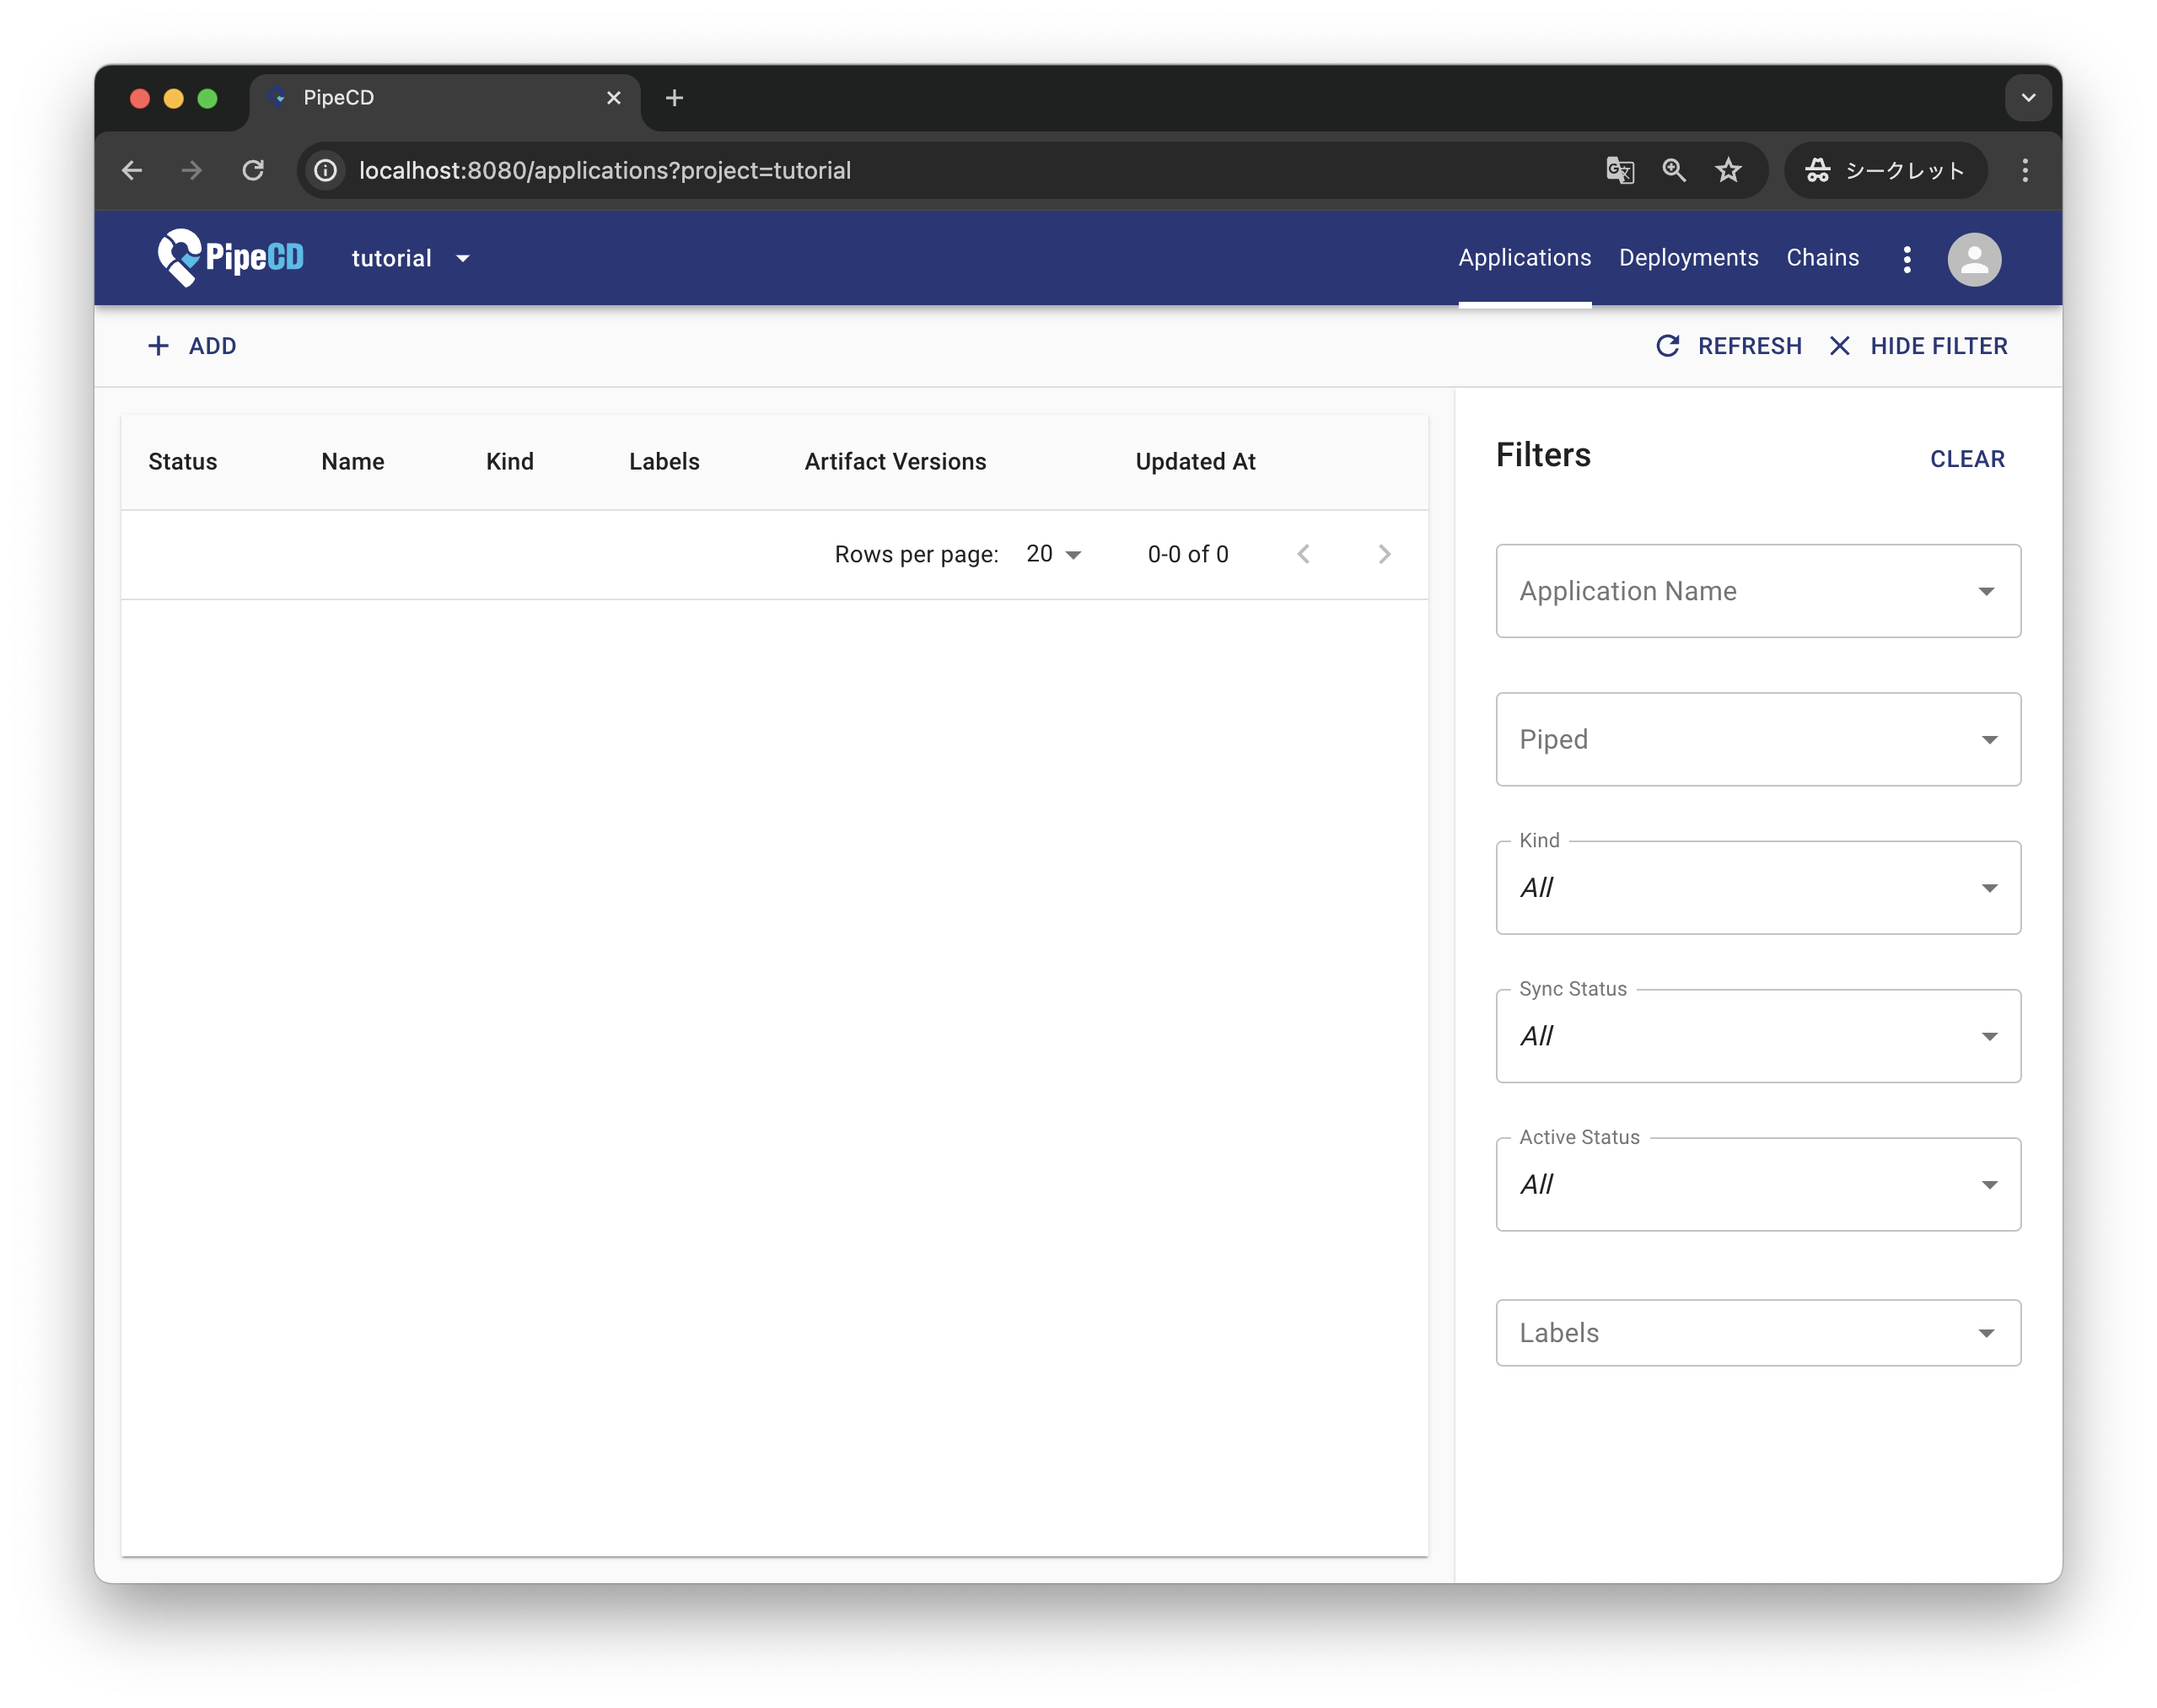 PipeCD
localhost:8080/applications?project=tutorial
シークレット
PipeCD
tutorial
Applications
Deployments
Chains
ADD
REFRESH
HIDE FILTER
Status Name Kind Labels Artifact Versions Updated At
Rows per page: 20 0-0 of 0
Filters
CLEAR
Application Name
Piped
Kind
All
Sync Status
All
Active Status
All
Labels